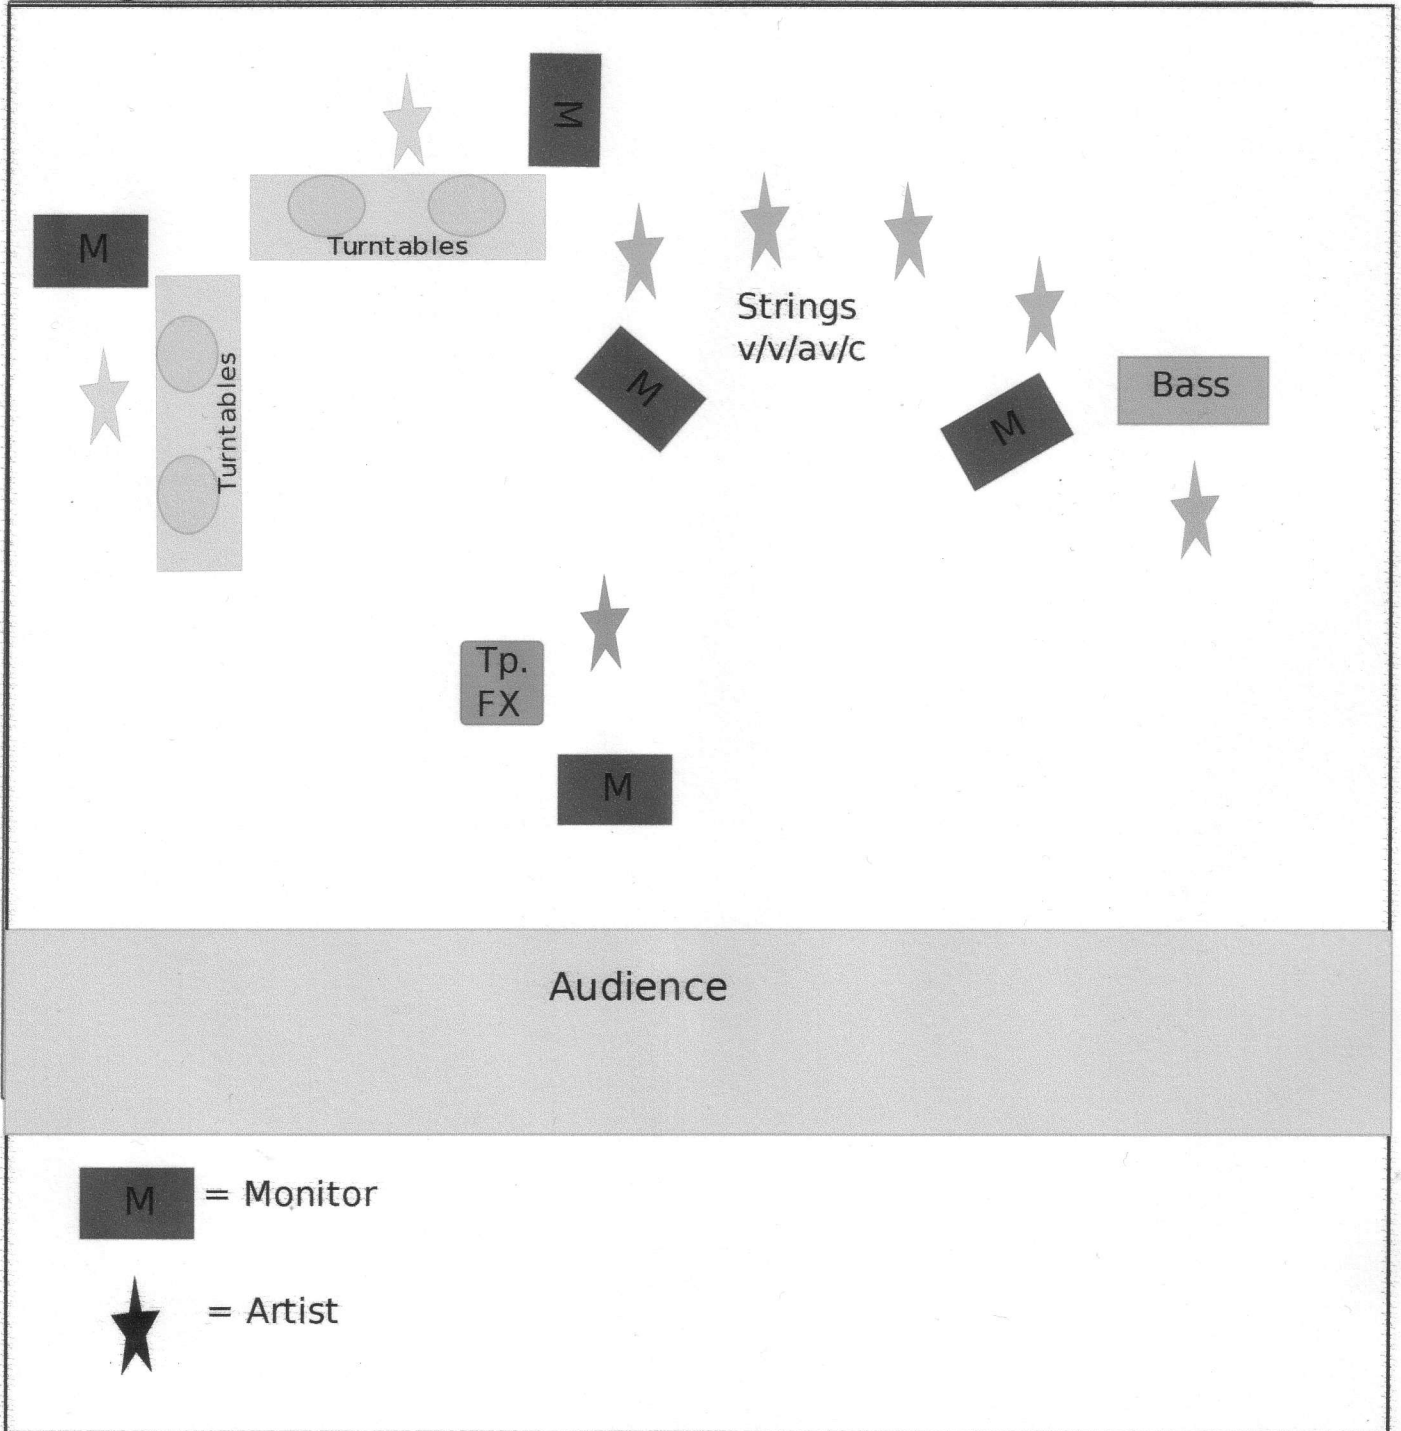 M
Turntables
M
Turntables
Strings
v/v/av/c
M
M
Bass
Tp.
FX
M
Audience
M = Monitor
= Artist